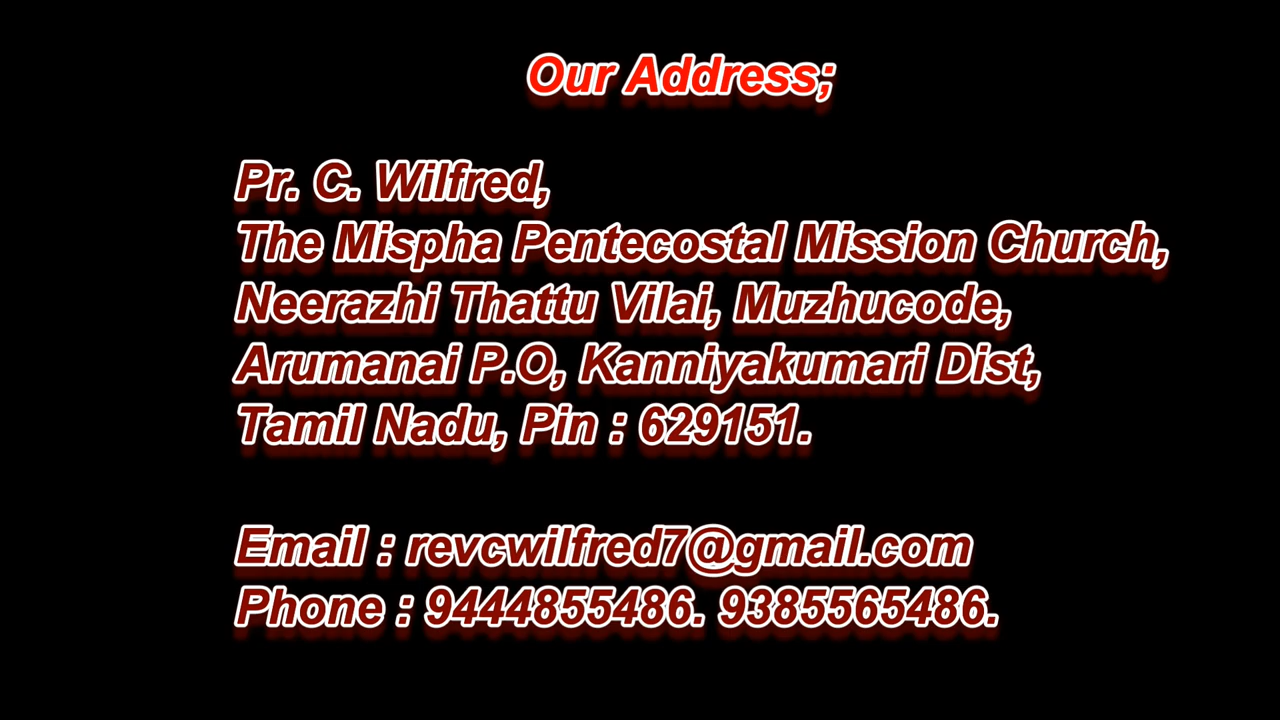 Our Address;
Pr. C. Wilfred,
The Mispha Pentecostal Mission Church,
Neerazhi Thattu Vilai, Muzhucode,
Arumanai P.O, Kanniyakumari Dist,
Tamil Nadu, Pin : 629151.
Email : revcwilfred7@gmail.com
Phone : 9444855486. 9385565486.